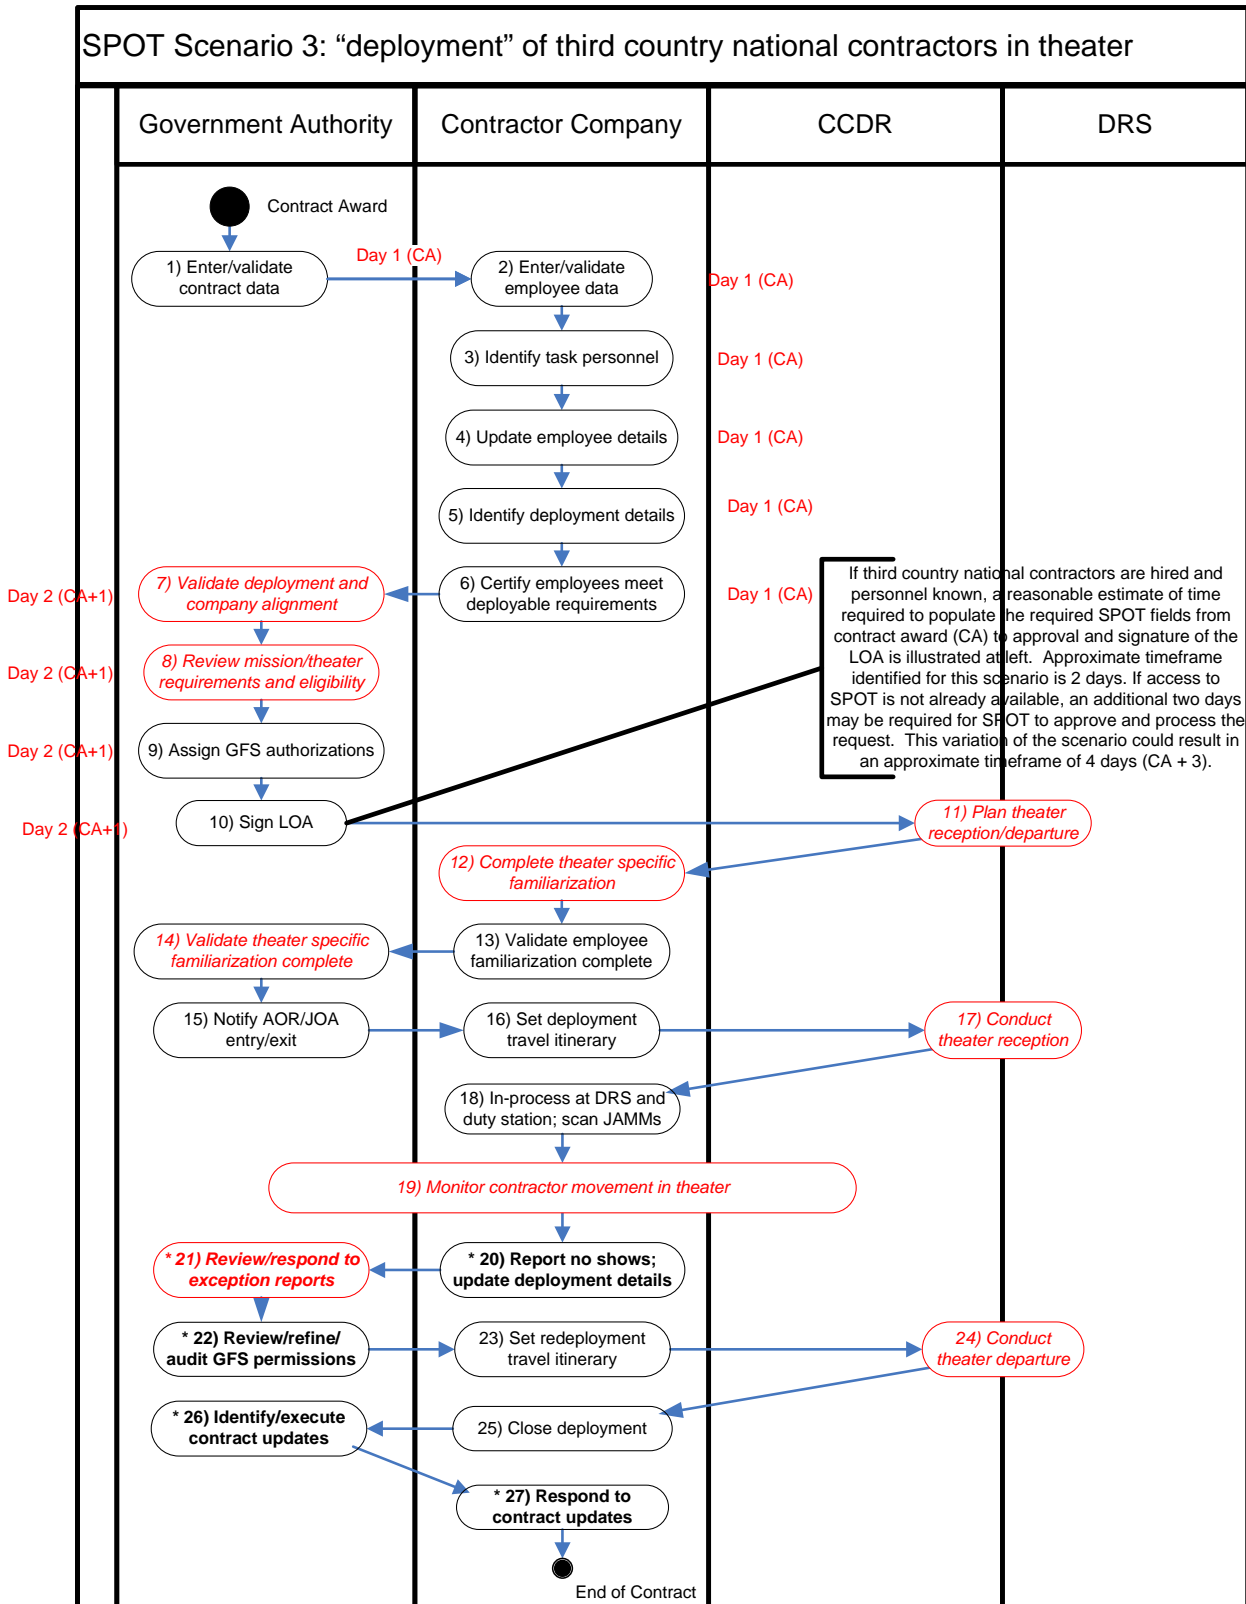 SPOT Scenario 3: “deployment” of third country national contractors in theater
Government Authority
Contractor Company
CCDR
DRS
Contract Award
1) Enter/validate
contract data
Day 1 (CA)
2) Enter/validate
employee data
Day 1 (CA)
3) Identify task personnel
Day 1 (CA)
4) Update employee details
Day 1 (CA)
5) Identify deployment details
Day 1 (CA)
6) Certify employees meet
deployable requirements
Day 1 (CA)
Day 2 (CA+1)
7) Validate deployment and
company alignment
Day 2 (CA+1)
8) Review mission/theater
requirements and eligibility
Day 2 (CA+1)
9) Assign GFS authorizations
Day 2 (CA+1)
10) Sign LOA
If third country national contractors are hired and
personnel known, a reasonable estimate of time
required to populate the required SPOT fields from
contract award (CA) to approval and signature of the
LOA is illustrated at left.  Approximate timeframe
identified for this scenario is 2 days. If access to
SPOT is not already available, an additional two days
may be required for SPOT to approve and process the
request.  This variation of the scenario could result in
an approximate timeframe of 4 days (CA + 3).
11) Plan theater
reception/departure
12) Complete theater specific
familiarization
13) Validate employee
familiarization complete
14) Validate theater specific
familiarization complete
15) Notify AOR/JOA
entry/exit
16) Set deployment
travel itinerary
17) Conduct
theater reception
18) In-process at DRS and
duty station; scan JAMMs
19) Monitor contractor movement in theater
* 20) Report no shows;
update deployment details
* 21) Review/respond to
exception reports
* 22) Review/refine/
audit GFS permissions
23) Set redeployment
travel itinerary
24) Conduct
theater departure
25) Close deployment
* 26) Identify/execute
contract updates
* 27) Respond to
contract updates
End of Contract